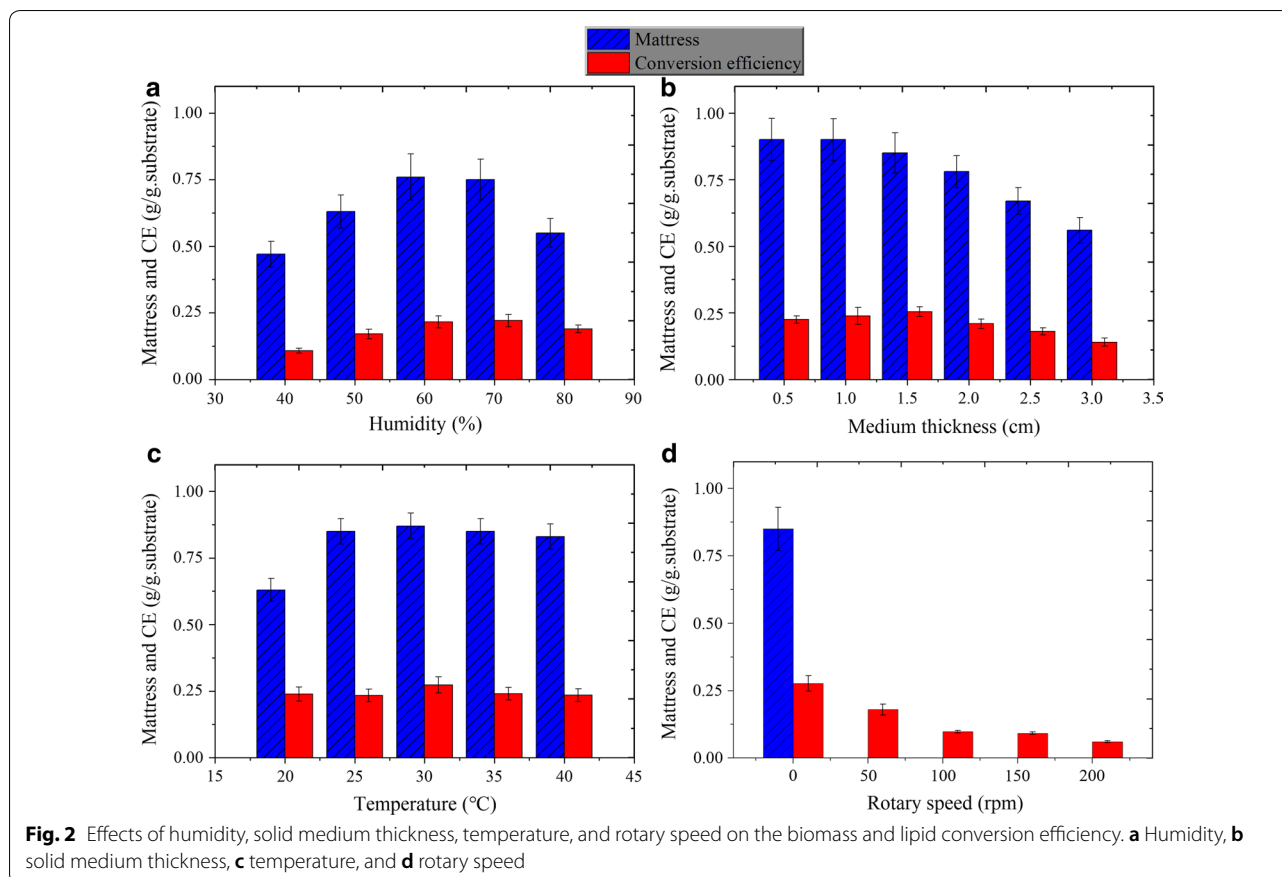 Mattress
Conversion efficiency
a
Mattress and CE (g/g.substrate)
1.00
0.75
0.50
0.25
0.00
30 40 50 60 70 80 90
Humidity (%)
b
Mattress and CE (g/g.substrate)
1.00
0.75
0.50
0.25
0.00
0.5 1.0 1.5 2.0 2.5 3.0 3.5
Medium thickness (cm)
c
Mattress and CE (g/g.substrate)
1.00
0.75
0.50
0.25
0.00
15 20 25 30 35 40 45
Temperature (℃)
d
Mattress and CE (g/g.substrate)
1.00
0.75
0.50
0.25
0.00
0 50 100 150 200
Rotary speed (rpm)
Fig. 2 Effects of humidity, solid medium thickness, temperature, and rotary speed on the biomass and lipid conversion efficiency. a Humidity, b
solid medium thickness, c temperature, and d rotary speed